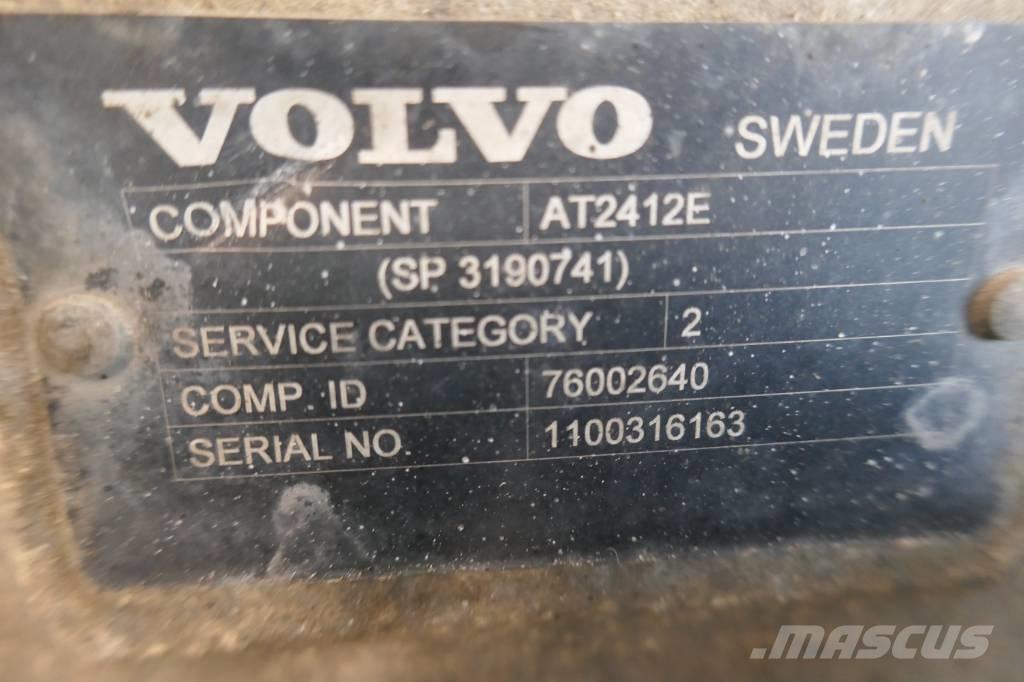 VOLVO SWEDEN
COMPONENT AT2412E
(SP 3190741)
SERVICE CATEGORY 2
COMP. ID 76002640
SERIAL NO. 1100316163
.MASCUS